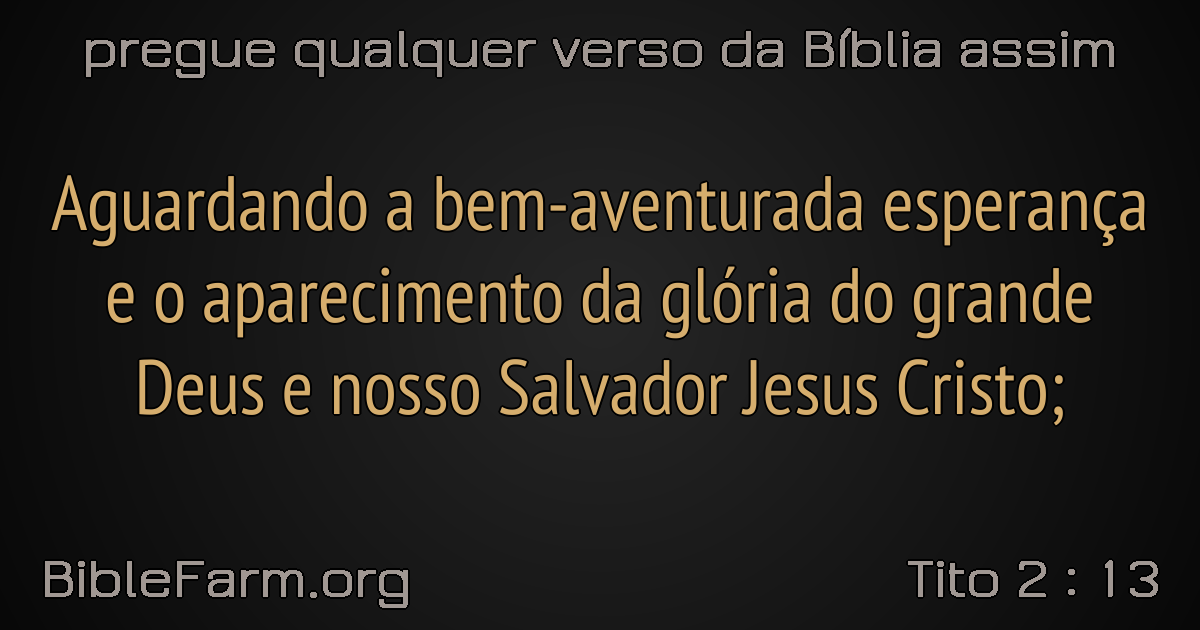 pregue qualquer verso da Bíblia assim
Aguardando a bem-aventurada esperança
e o aparecimento da glória do grande
Deus e nosso Salvador Jesus Cristo;
BibleFarm.org
Tito 2 : 13